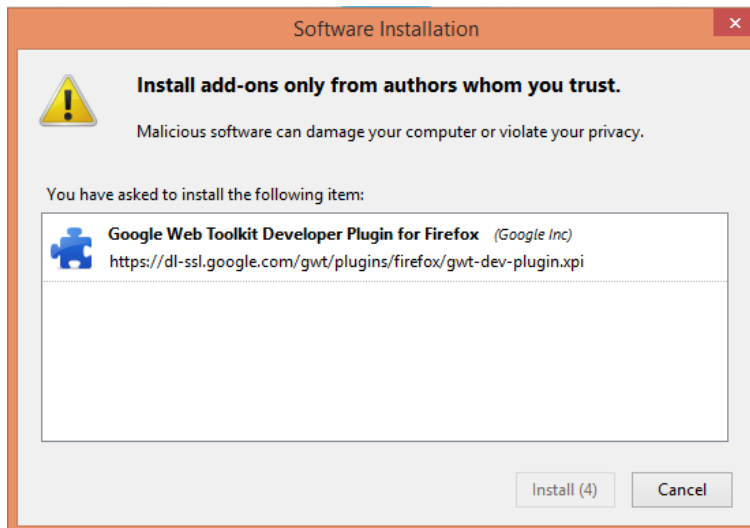 Software Installation
Install add-ons only from authors whom you trust.
Malicious software can damage your computer or violate your privacy.
You have asked to install the following item:
Google Web Toolkit Developer Plugin for Firefox (Google Inc)
https://dl-ssl.google.com/gwt/plugins/firefox/gwt-dev-plugin.xpi
Install (4) Cancel